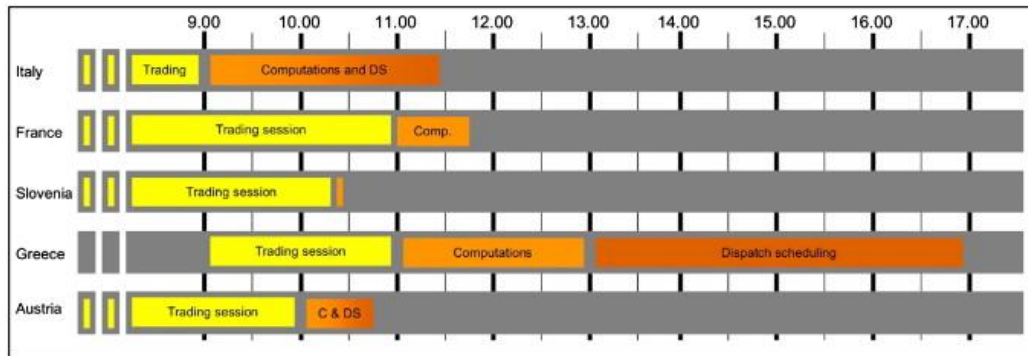 9.00 10.00 11.00 12.00 13.00 14.00 15.00 16.00 17.00
Italy Trading Computations and DS
France Trading session Comp.
Slovenia Trading session
Greece Trading session Computations Dispatch scheduling
Austria Trading session C & DS